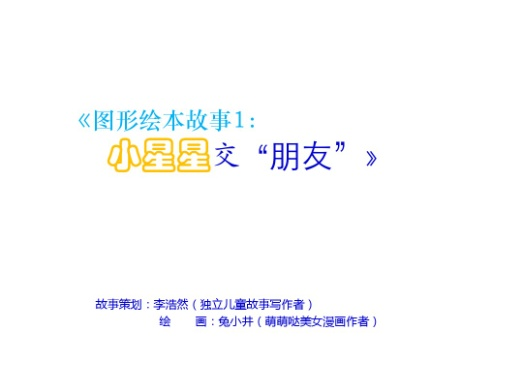 《图形绘本故事1：
小星星交“朋友”》
故事策划：李浩然（独立儿童故事写作者）
绘 画：兔小井（萌萌哒美女漫画作者）